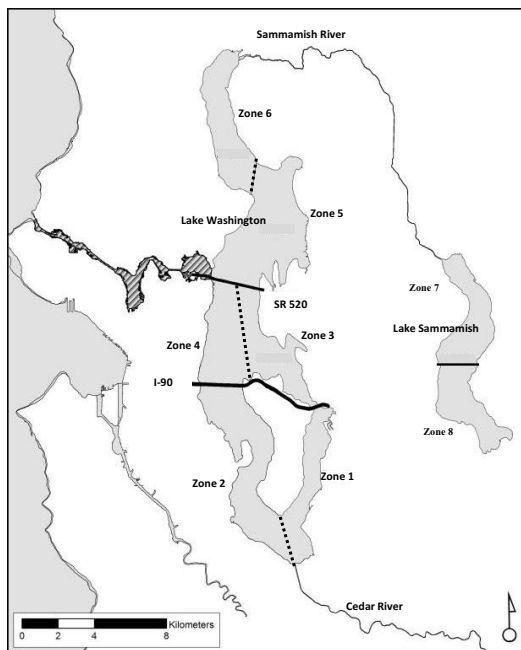 Sammamish River
Zone 6
Lake Washington
Zone 5
Zone 7
SR 520
Lake Sammamish
Zone 3
Zone 4
I-90
Zone 8
Zone 2
Zone 1
Cedar River
Kilometers
0 2 4 8